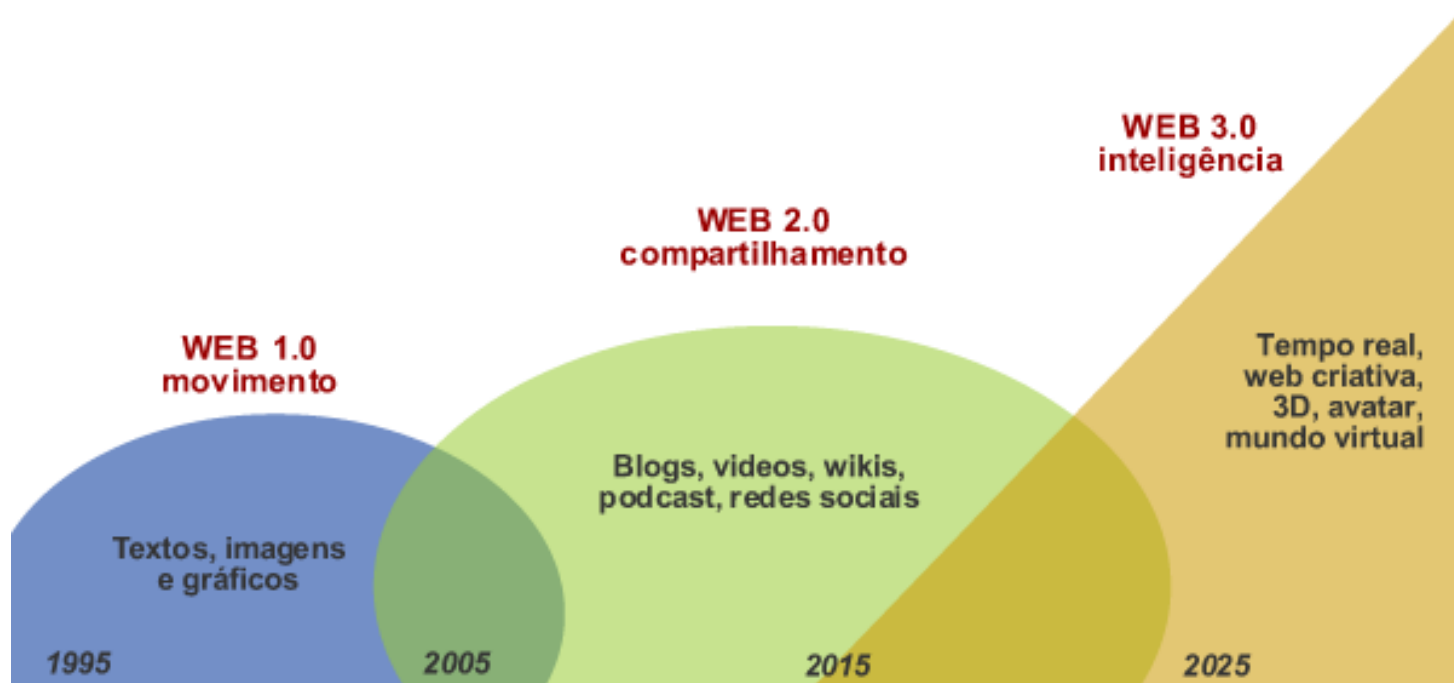 WEB 3.0
inteligência
WEB 2.0
compartilhamento
WEB 1.0
movimento
Tempo real,
web criativa,
3D, avatar,
mundo virtual
Blogs, videos, wikis,
podcast, redes sociais
Textos, imagens
e gráficos
1995
2005
2015
2025